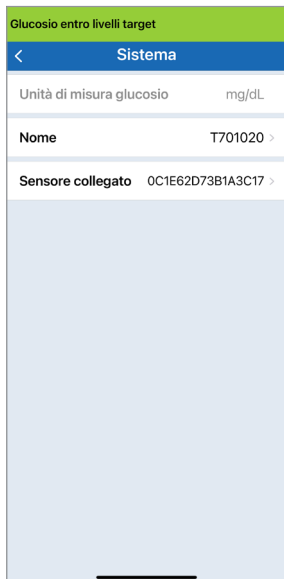 Glucosio entro livelli target
Sistema
Unità di misura glucosio mg/dL
Nome T701020
Sensore collegato 0C1E62D73B1A3C17